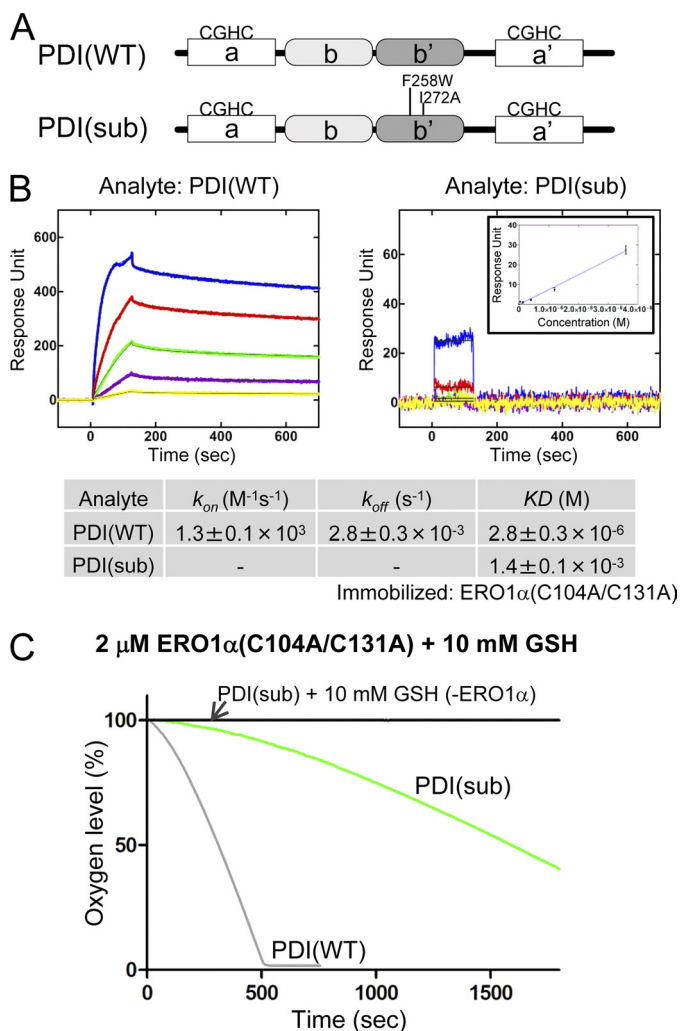 A
CGHC CGHC
PDI(WT) a b b’ a’
F258W
I272A
CGHC CGHC
PDI(sub) a b b’ a’
B Analyte: PDI(WT) Analyte: PDI(sub)
Response Unit
600
400
200
0
0 200 400 600
Time (sec)
Response Unit
60
40
20
0
0 200 400 600
Time (sec)
Response Unit
40
30
20
10
Concentration (M)
Analyte kon (M-1s-1) koff (s-1) KD (M)
PDI(WT) 1.3±0.1×103 2.8±0.3×10-3 2.8±0.3×10-6
PDI(sub) - - 1.4±0.1×10-3
Immobilized: ERO1α(C104A/C131A)
C 2 μM ERO1α(C104A/C131A) + 10 mM GSH
PDI(sub) + 10 mM GSH (-ERO1α)
Oxygen level (%)
100
50
0
PDI(sub)
PDI(WT)
0 500 1000 1500
Time (sec)